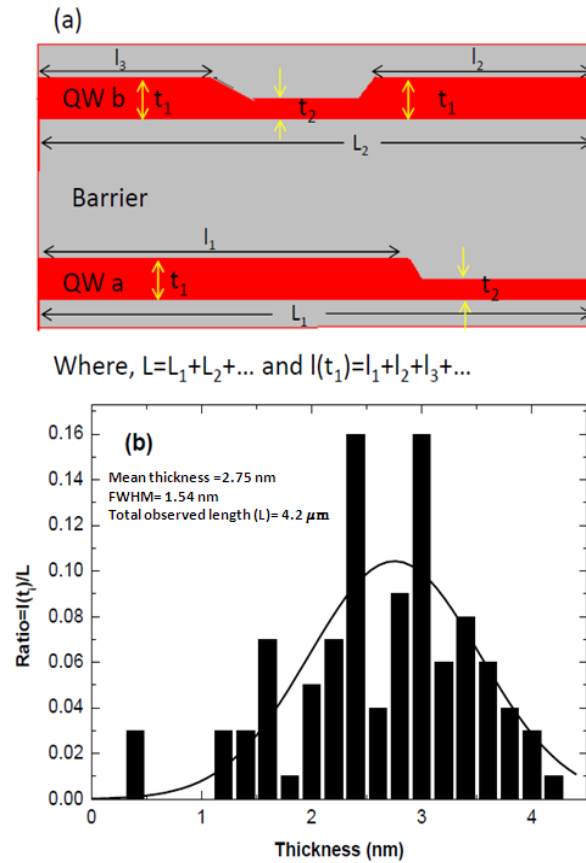 (a)
l₃
l₂
QW b
t₁
t₂
t₁
L₂
Barrier
l₁
QW a
t₁
t₂
L₁
Where, L=L₁+L₂+... and l(t₁)=l₁+l₂+l₃+...
(b)
Mean thickness =2.75 nm
FWHM= 1.54 nm
Total observed length (L)= 4.2 μm
Ratio=l(tᵢ)/L
0.16
0.14
0.12
0.10
0.08
0.06
0.04
0.02
0.00
0 1 2 3 4
Thickness (nm)